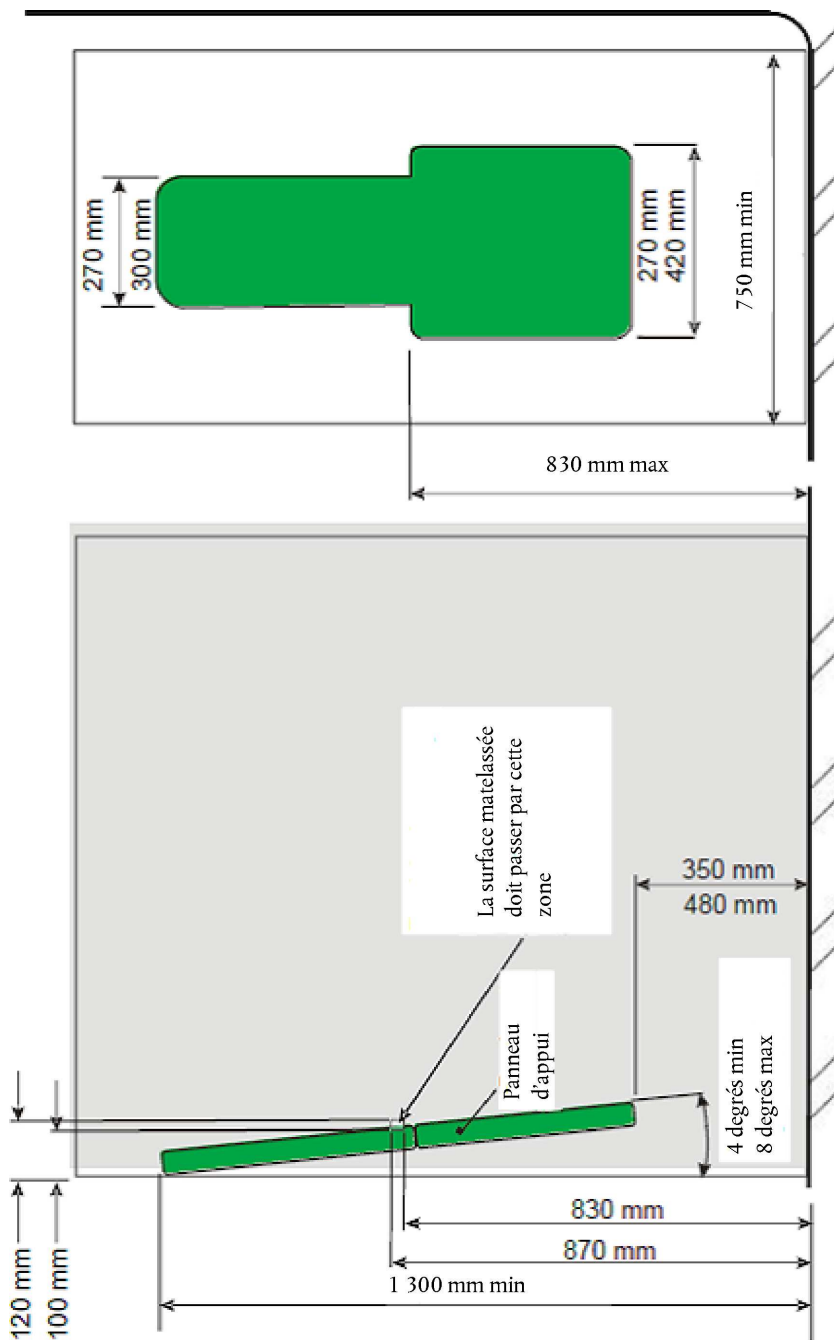 270 mm
300 mm
270 mm
420 mm
750 mm min
830 mm max
La surface matelassée
doit passer par cette
zone
350 mm
480 mm
Panneau
d'appui
4 degrés min
8 degrés max
830 mm
870 mm
1 300 mm min
120 mm
100 mm